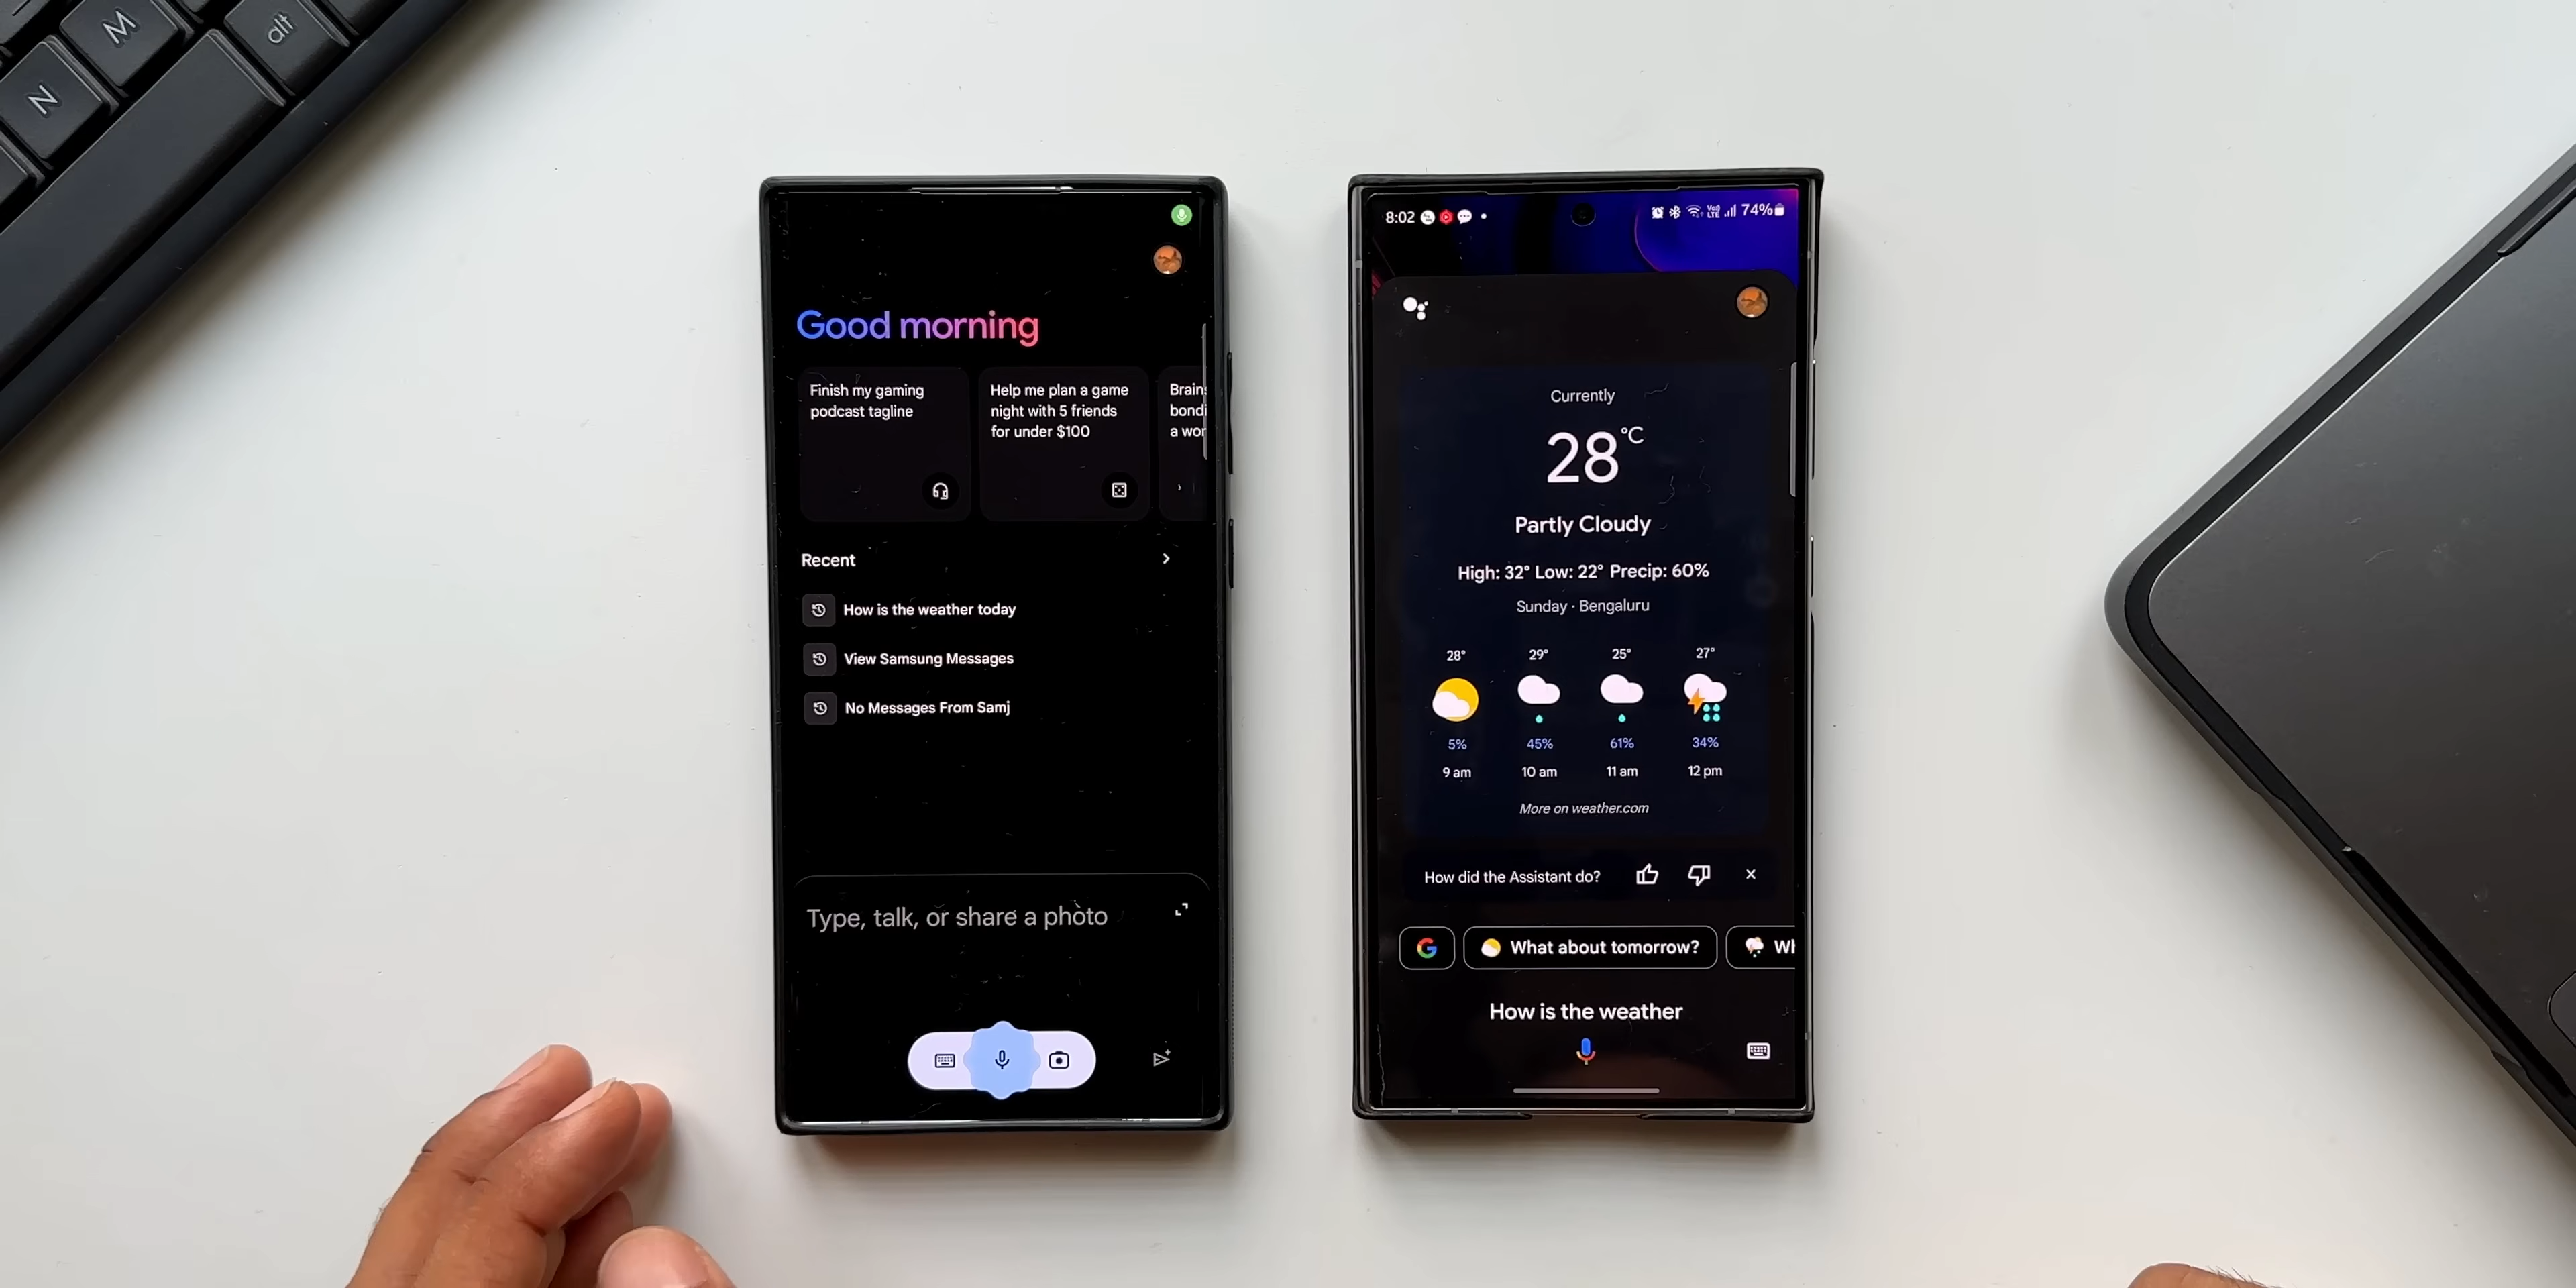 M
alt
N
Good morning
Finish my gaming
podcast tagline
Help me plan a game
night with 5 friends
for under $100
Recent
How is the weather today
View Samsung Messages
No Messages From Samj
Type, talk, or share a photo
8:02
74%
Currently
28°C
Partly Cloudy
High: 32° Low: 22° Precip: 60%
Sunday · Bengaluru
28° 29° 25° 27°
5% 45% 61% 34%
9 am 10 am 11 am 12 pm
More on weather.com
How did the Assistant do?
G What about tomorrow?
How is the weather